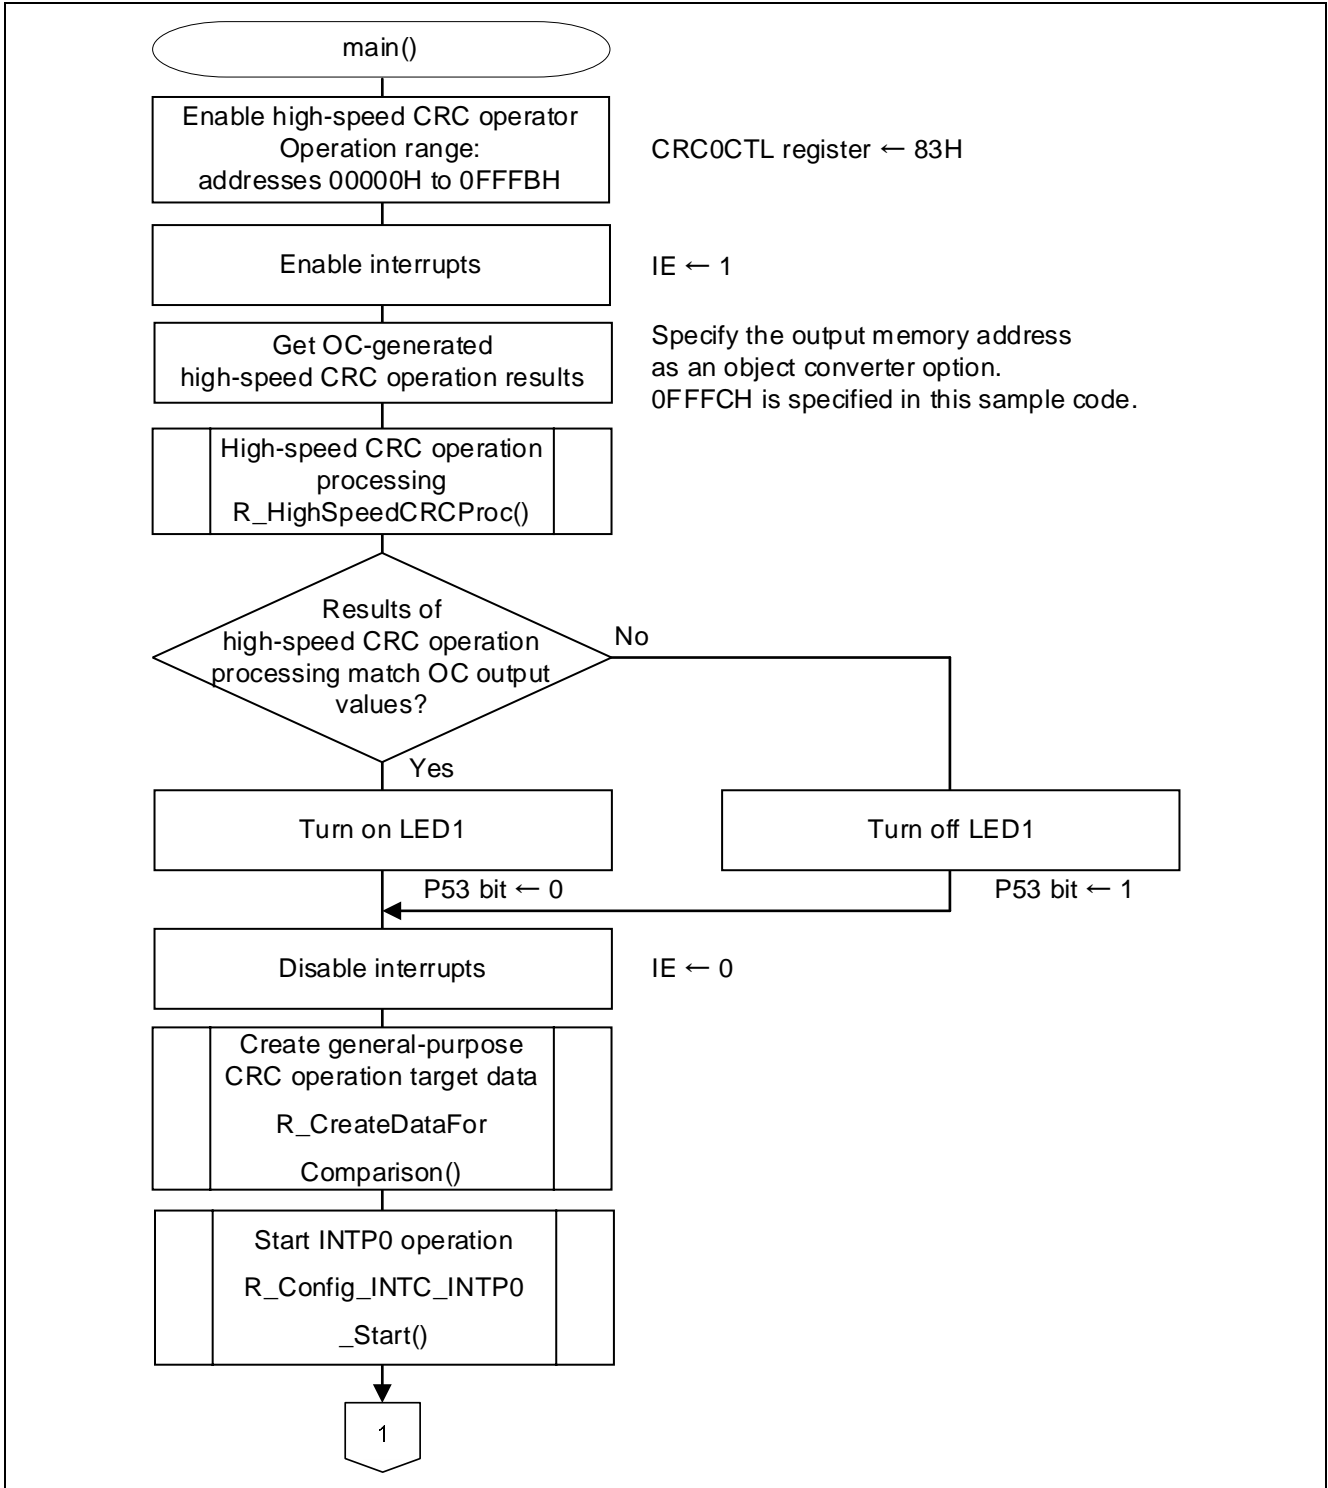 main()
Enable high-speed CRC operator
Operation range:
addresses 00000H to 0FFFBH
CRC0CTL register ← 83H
Enable interrupts
IE ← 1
Get OC-generated
high-speed CRC operation results
Specify the output memory address
as an object converter option.
0FFFCH is specified in this sample code.
High-speed CRC operation
processing
R_HighSpeedCRCProc()
Results of
high-speed CRC operation
processing match OC output
values?
No
Yes
Turn on LED1
Turn off LED1
P53 bit ← 0
P53 bit ← 1
Disable interrupts
IE ← 0
Create general-purpose
CRC operation target data
R_CreateDataFor
Comparison()
Start INTP0 operation
R_Config_INTC_INTP0
_Start()
1